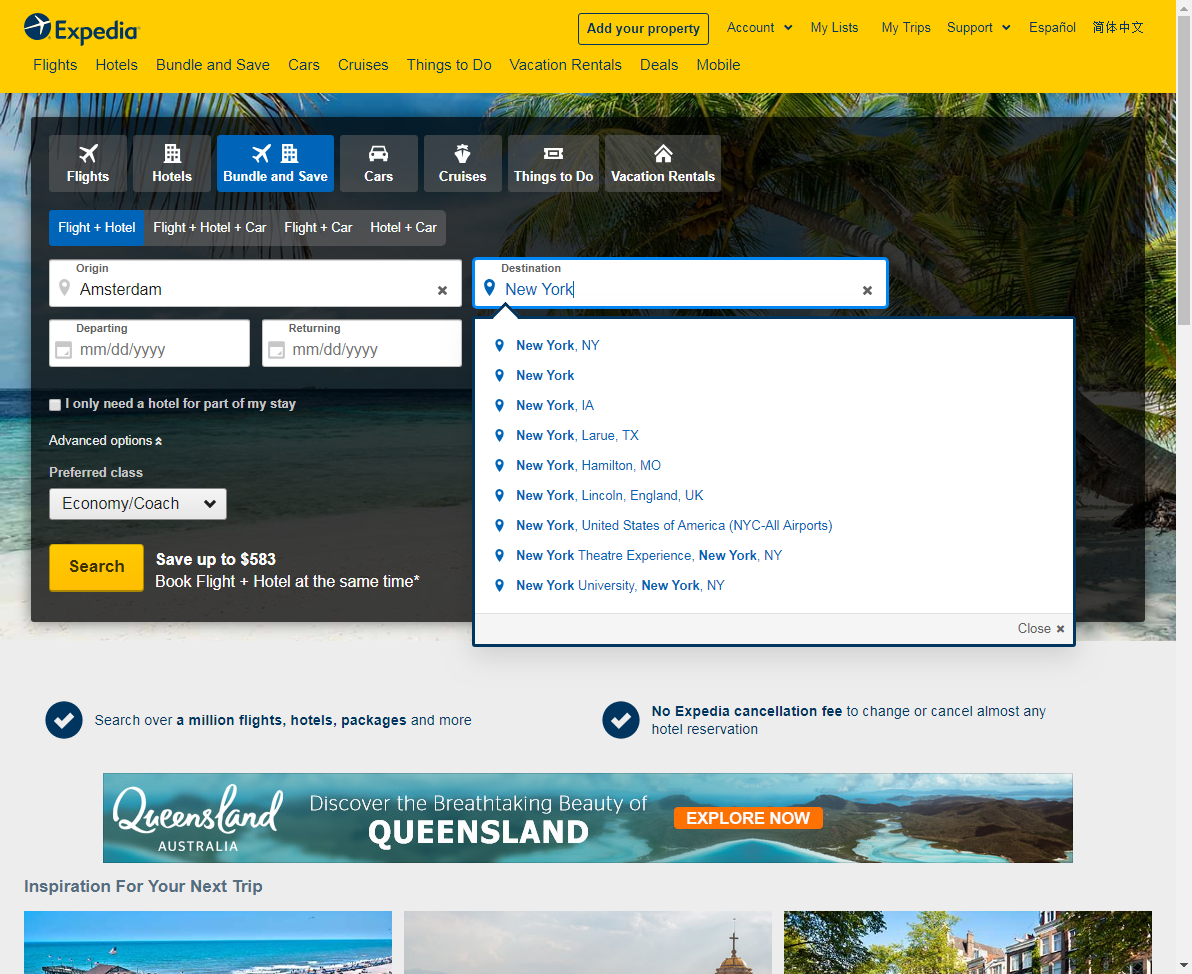 Expedia
Add your property
Account
My Lists
My Trips
Support
Español
简体中文
Flights
Hotels
Bundle and Save
Cars
Cruises
Things to Do
Vacation Rentals
Deals
Mobile
Flights
Hotels
Bundle and Save
Cars
Cruises
Things to Do
Vacation Rentals
Flight + Hotel
Flight + Hotel + Car
Flight + Car
Hotel + Car
Origin
Amsterdam
Destination
New York
Departing
mm/dd/yyyy
Returning
mm/dd/yyyy
New York, NY
New York
New York, IA
New York, Larue, TX
New York, Hamilton, MO
New York, Lincoln, England, UK
New York, United States of America (NYC-All Airports)
New York Theatre Experience, New York, NY
New York University, New York, NY
Close
I only need a hotel for part of my stay
Advanced options
Preferred class
Economy/Coach
Search
Save up to $583
Book Flight + Hotel at the same time*
Search over a million flights, hotels, packages and more
No Expedia cancellation fee to change or cancel almost any
hotel reservation
Queensland
AUSTRALIA
Discover the Breathtaking Beauty of
QUEENSLAND
EXPLORE NOW
Inspiration For Your Next Trip